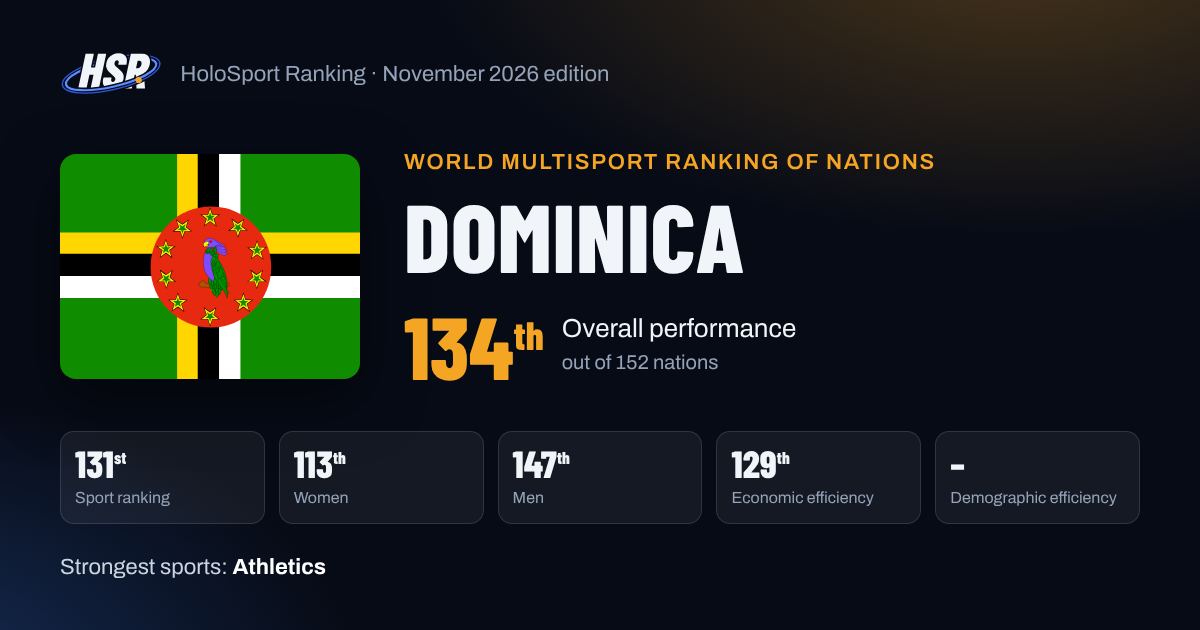 HSR
HoloSport Ranking · November 2026 edition
WORLD MULTISPORT RANKING OF NATIONS
DOMINICA
134th
Overall performance
out of 152 nations
131st
Sport ranking
113th
Women
147th
Men
129th
Economic efficiency
–
Demographic efficiency
Strongest sports: Athletics